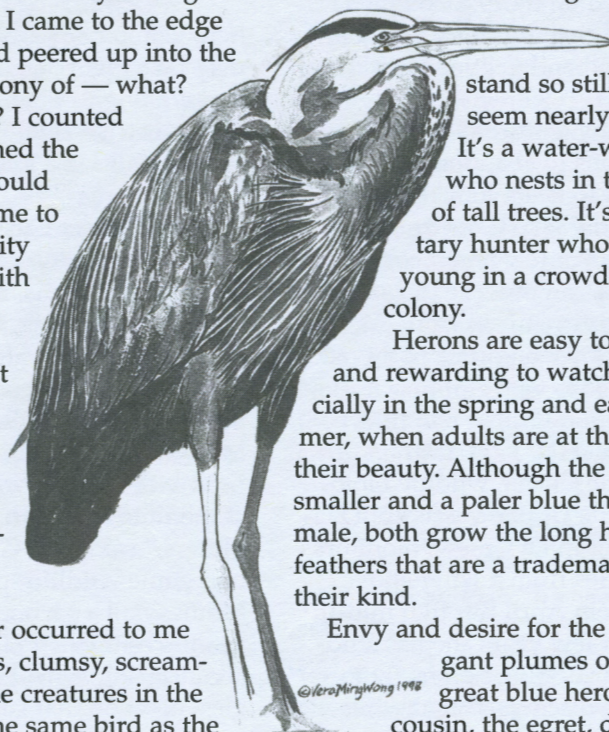 I came to the edge
peered up into the
ony of — what?
? I counted
the
ould
me to
ity
ith
t
-
occurred to me
s, clumsy, scream-
creatures in the
same bird as the
stand so still
seem nearly
It's a water-w
who nests in t
of tall trees. It's
tary hunter who
young in a crowd
colony.
Herons are easy to
and rewarding to watch
cially in the spring and ea
mer, when adults are at th
their beauty. Although the
smaller and a paler blue th
male, both grow the long h
feathers that are a tradema
their kind.
Envy and desire for the
gant plumes o
great blue hero
cousin, the egret, d
©VeraMingWong 1998